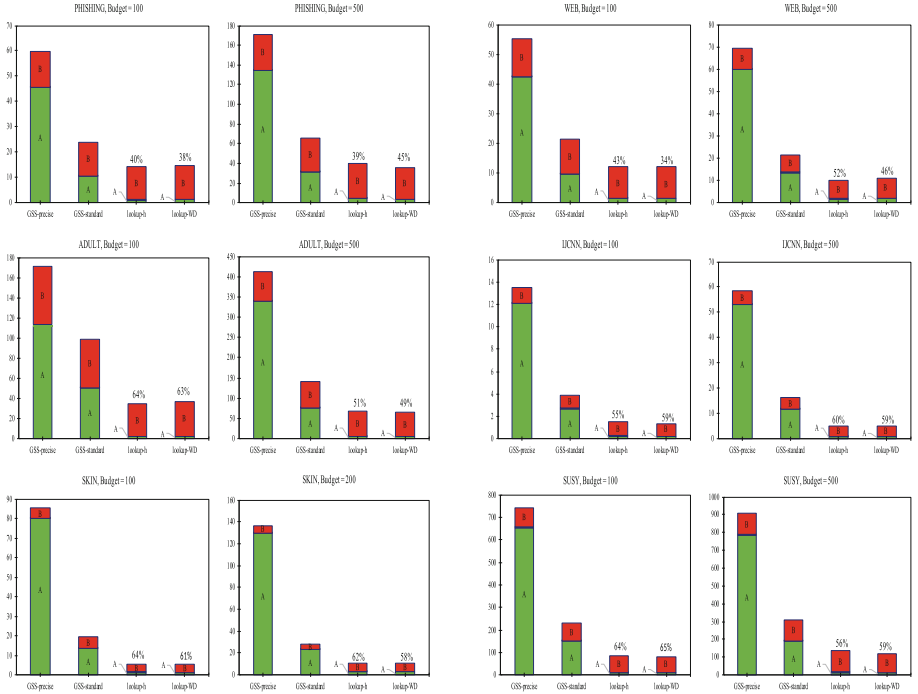 PHISHING, Budget=100
70
60
50
40
30
20
10
0
B
A
B
A
40%
B
A
38%
B
A
GSS-precise GSS-standard lookup-h lookup-WD
PHISHING, Budget=500
180
160
140
120
100
80
60
40
20
0
B
A
B
A
39%
B
A
45%
B
A
GSS-precise GSS-standard lookup-h lookup-WD
WEB, Budget=100
60
50
40
30
20
10
0
B
A
B
A
43%
B
A
34%
B
A
GSS-precise GSS-standard lookup-h lookup-WD
WEB, Budget=500
80
70
60
50
40
30
20
10
0
B
A
B
A
52%
B
A
46%
B
A
GSS-precise GSS-standard lookup-h lookup-WD
ADULT, Budget=100
180
160
140
120
100
80
60
40
20
0
B
A
B
A
64%
B
A
63%
B
A
GSS-precise GSS-standard lookup-h lookup-WD
ADULT, Budget=500
450
400
350
300
250
200
150
100
50
0
B
A
B
A
51%
B
A
49%
B
A
GSS-precise GSS-standard lookup-h lookup-WD
IJCNN, Budget=100
16
14
12
10
8
6
4
2
0
B
A
B
A
55%
B
A
59%
B
A
GSS-precise GSS-standard lookup-h lookup-WD
IJCNN, Budget=500
70
60
50
40
30
20
10
0
B
A
B
A
60%
B
A
59%
B
A
GSS-precise GSS-standard lookup-h lookup-WD
SKIN, Budget=100
90
80
70
60
50
40
30
20
10
0
B
A
B
A
64%
B
A
61%
B
A
GSS-precise GSS-standard lookup-h lookup-WD
SKIN, Budget=200
160
140
120
100
80
60
40
20
0
B
A
B
A
62%
B
A
58%
B
A
GSS-precise GSS-standard lookup-h lookup-WD
SUSY, Budget=100
800
700
600
500
400
300
200
100
0
B
A
B
A
64%
B
A
65%
B
A
GSS-precise GSS-standard lookup-h lookup-WD
SUSY, Budget=500
1000
900
800
700
600
500
400
300
200
100
0
B
A
B
A
56%
B
A
59%
B
A
GSS-precise GSS-standard lookup-h lookup-WD